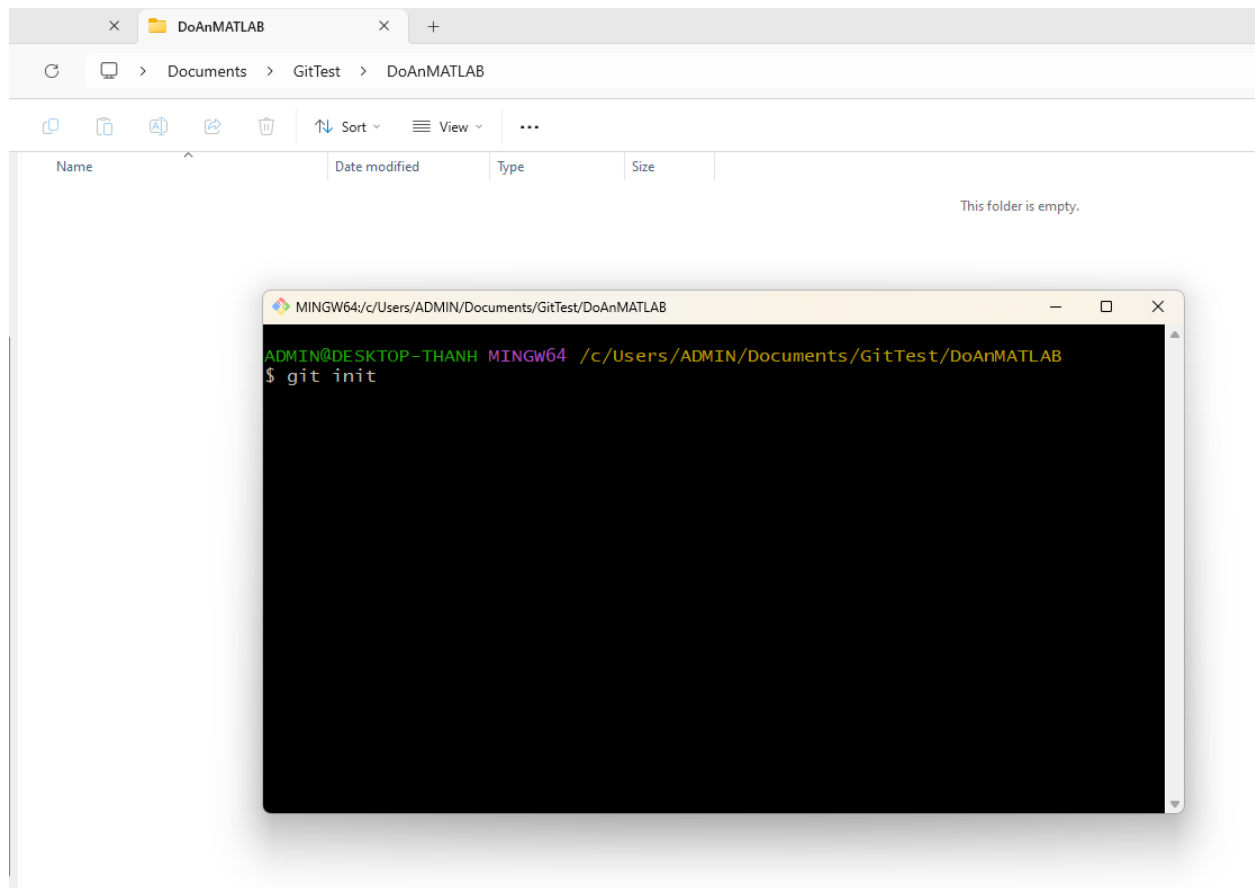 DoAnMATLAB
Documents > GitTest > DoAnMATLAB
Sort View ...
Name Date modified Type Size
This folder is empty.
MINGW64:/c/Users/ADMIN/Documents/GitTest/DoAnMATLAB
ADMIN@DESKTOP-THANH MINGW64 /c/Users/ADMIN/Documents/GitTest/DoAnMATLAB
$ git init